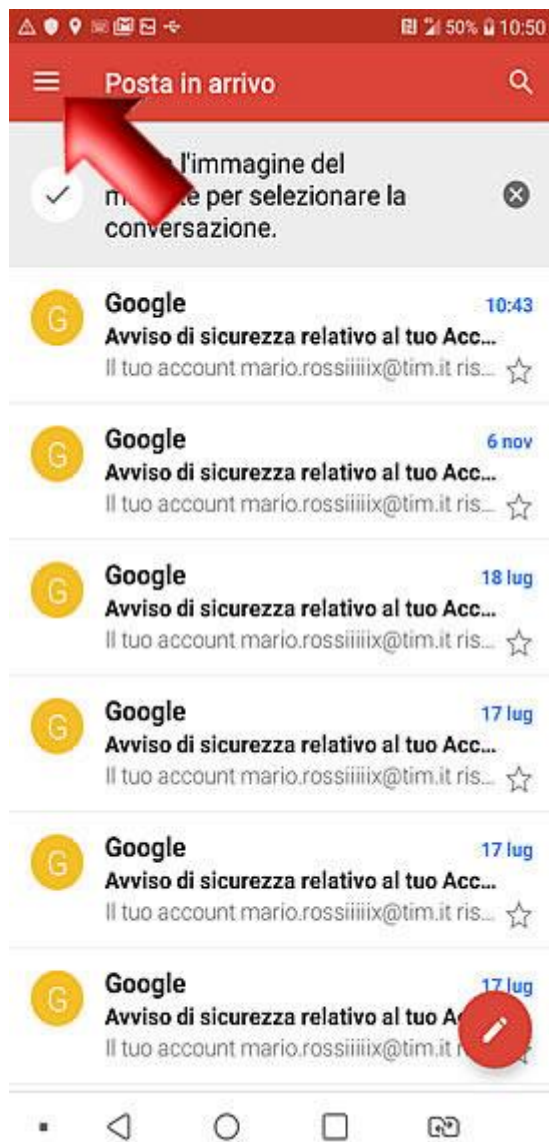 50% 10:50
Posta in arrivo
l'immagine del
per selezionare la
conversazione.
G Google 10:43
Avviso di sicurezza relativo al tuo Acc...
Il tuo account mario.rossiiiiix@tim.it ris...
G Google 6 nov
Avviso di sicurezza relativo al tuo Acc...
Il tuo account mario.rossiiiiix@tim.it ris...
G Google 18 lug
Avviso di sicurezza relativo al tuo Acc...
Il tuo account mario.rossiiiiix@tim.it ris...
G Google 17 lug
Avviso di sicurezza relativo al tuo Acc...
Il tuo account mario.rossiiiiix@tim.it ris...
G Google 17 lug
Avviso di sicurezza relativo al tuo Acc...
Il tuo account mario.rossiiiiix@tim.it ris...
G Google 17 lug
Avviso di sicurezza relativo al tuo
Il tuo account mario.rossiiiiix@tim.it